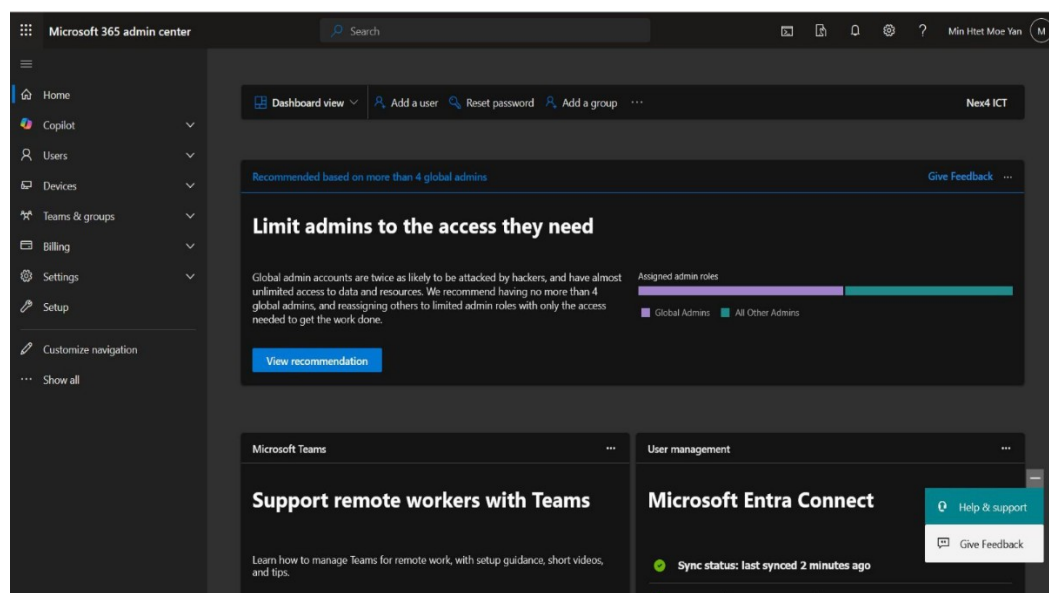 Microsoft 365 admin center
Search
Min Htet Moe Yan
M
Home
Copilot
Users
Devices
Teams & groups
Billing
Settings
Setup
Customize navigation
Show all
Dashboard view
Add a user
Reset password
Add a group
Nex4 ICT
Recommended based on more than 4 global admins
Give Feedback
Limit admins to the access they need
Global admin accounts are twice as likely to be attacked by hackers, and have almost
unlimited access to data and resources. We recommend having no more than 4
global admins, and reassigning others to limited admin roles with only the access
needed to get the work done.
View recommendation
Assigned admin roles
Global Admins
All Other Admins
Microsoft Teams
Support remote workers with Teams
Learn how to manage Teams for remote work, with setup guidance, short videos,
and tips.
User management
Microsoft Entra Connect
Sync status: last synced 2 minutes ago
Help & support
Give Feedback